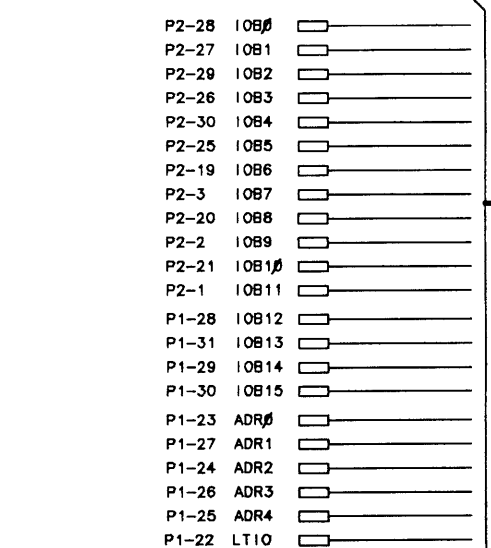 P2-28 IOB0
P2-27 IOB1
P2-29 IOB2
P2-26 IOB3
P2-30 IOB4
P2-25 IOB5
P2-19 IOB6
P2-3 IOB7
P2-20 IOB8
P2-2 IOB9
P2-21 IOB10
P2-1 IOB11
P1-28 IOB12
P1-31 IOB13
P1-29 IOB14
P1-30 IOB15
P1-23 ADR0
P1-27 ADR1
P1-24 ADR2
P1-26 ADR3
P1-25 ADR4
P1-22 LTIO